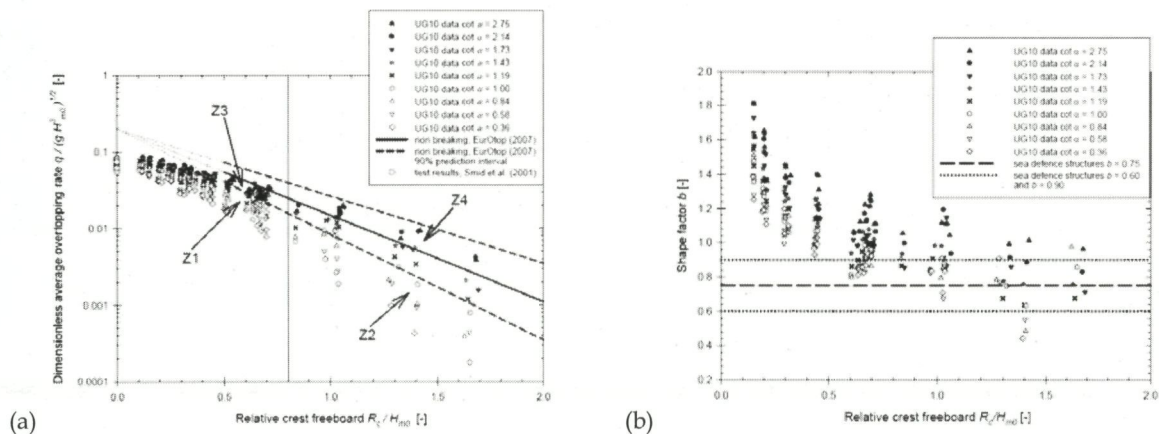 UG10 data cot α = 2.75
UG10 data cot α = 2.14
UG10 data cot α = 1.73
UG10 data cot α = 1.43
UG10 data cot α = 1.19
UG10 data cot α = 1.00
UG10 data cot α = 0.84
UG10 data cot α = 0.58
UG10 data cot α = 0.36
non breaking, EurOtop (2007)
non breaking, EurOtop (2007)
90% prediction interval
test results, Smid et al. (2001)
Dimensionless average overtopping rate q / (g H³m0)^1/2 [-]
1
0.1
0.01
0.001
0.0001
Z3
Z4
Z1
Z2
0.0 0.5 1.0 1.5 2.0
Relative crest freeboard Rc / Hm0 [-]
(a)
UG10 data cot α = 2.75
UG10 data cot α = 2.14
UG10 data cot α = 1.73
UG10 data cot α = 1.43
UG10 data cot α = 1.19
UG10 data cot α = 1.00
UG10 data cot α = 0.84
UG10 data cot α = 0.58
UG10 data cot α = 0.36
sea defence structures b = 0.75
sea defence structures b = 0.60
and b = 0.90
Shape factor b [-]
2.0
1.8
1.6
1.4
1.2
1.0
0.8
0.6
0.4
0.2
0.0 0.5 1.0 1.5 2.0
Relative crest freeboard Rc/Hm0 [-]
(b)